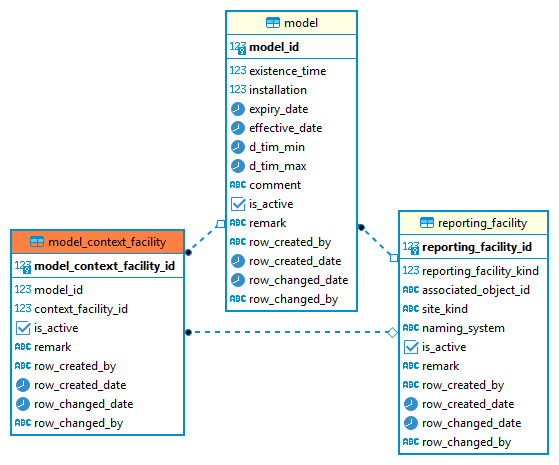 model
123 model_id
123 existence_time
123 installation
expiry_date
effective_date
d_tim_min
d_tim_max
ABC comment
is_active
ABC remark
ABC row_created_by
row_created_date
row_changed_date
ABC row_changed_by
model_context_facility
123 model_context_facility_id
123 model_id
123 context_facility_id
is_active
ABC remark
ABC row_created_by
row_created_date
row_changed_date
ABC row_changed_by
reporting_facility
123 reporting_facility_id
123 reporting_facility_kind
ABC associated_object_id
ABC site_kind
ABC naming_system
is_active
ABC remark
ABC row_created_by
row_created_date
row_changed_date
ABC row_changed_by